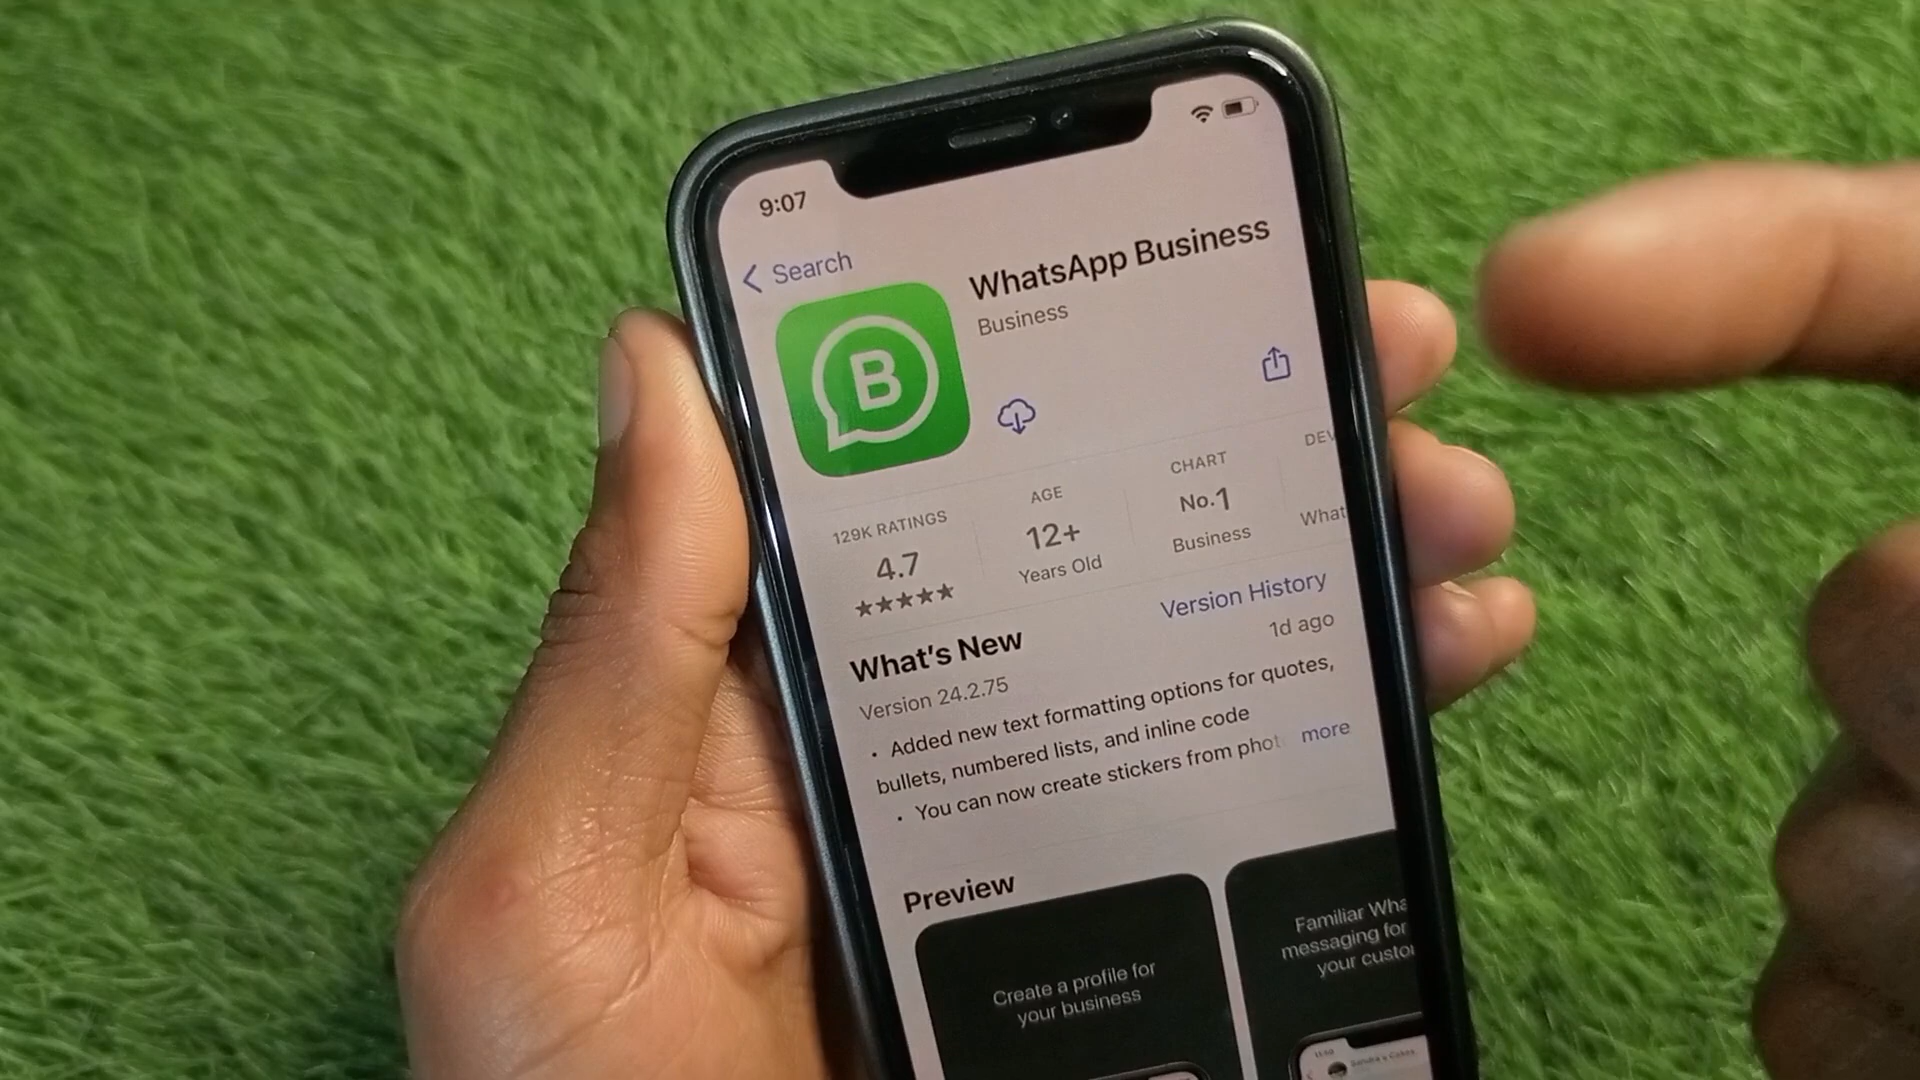 9:07
Search
WhatsApp Business
Business
B
129K RATINGS
4.7
★★★★★
AGE
12+
Years Old
CHART
No.1
Business
DEV
What
What's New
Version History
Version 24.2.75
1d ago
• Added new text formatting options for quotes,
bullets, numbered lists, and inline code
• You can now create stickers from phot
more
Preview
Create a profile for
your business
Familiar Wha
messaging for
your custo